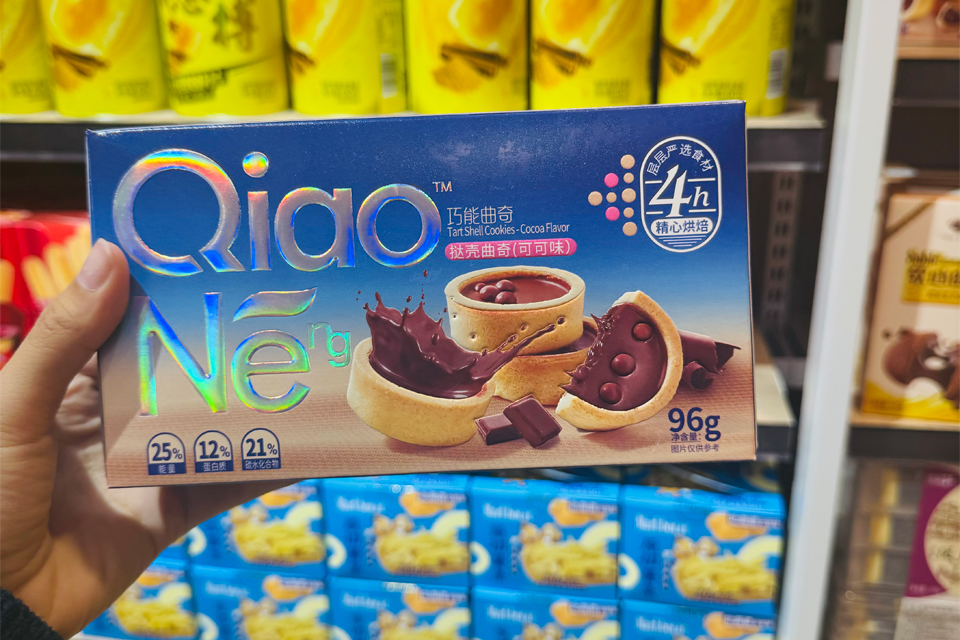 Qiao
TM
Nērg
巧能曲奇
Tart Shell Cookies - Cocoa Flavor
挞壳曲奇(可可味)
层层严选食材
4h
精心烘焙
25%
能量
12%
蛋白质
21%
碳水化合物
96g
净含量:
图片仅供参考